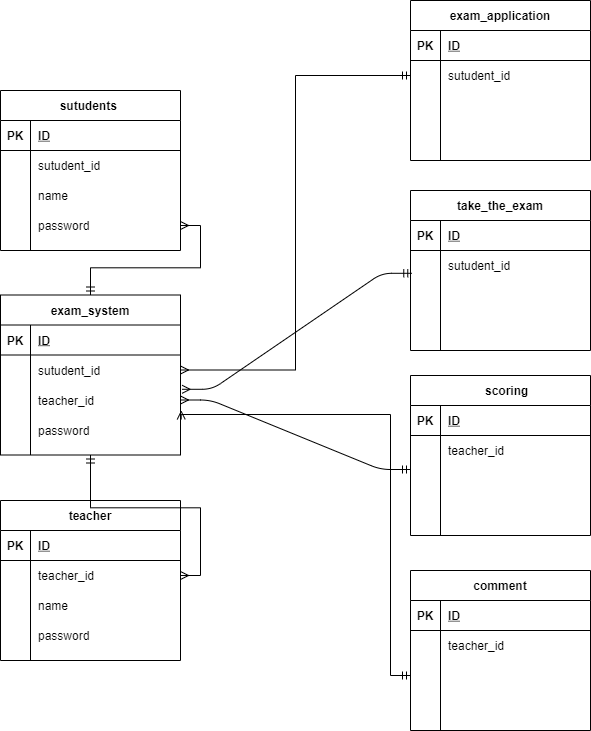 exam_application
PK ID
sutudent_id
sutudents
PK ID
sutudent_id
name
password
take_the_exam
PK ID
sutudent_id
exam_system
PK ID
sutudent_id
teacher_id
password
scoring
PK ID
teacher_id
teacher
PK ID
teacher_id
name
password
comment
PK ID
teacher_id